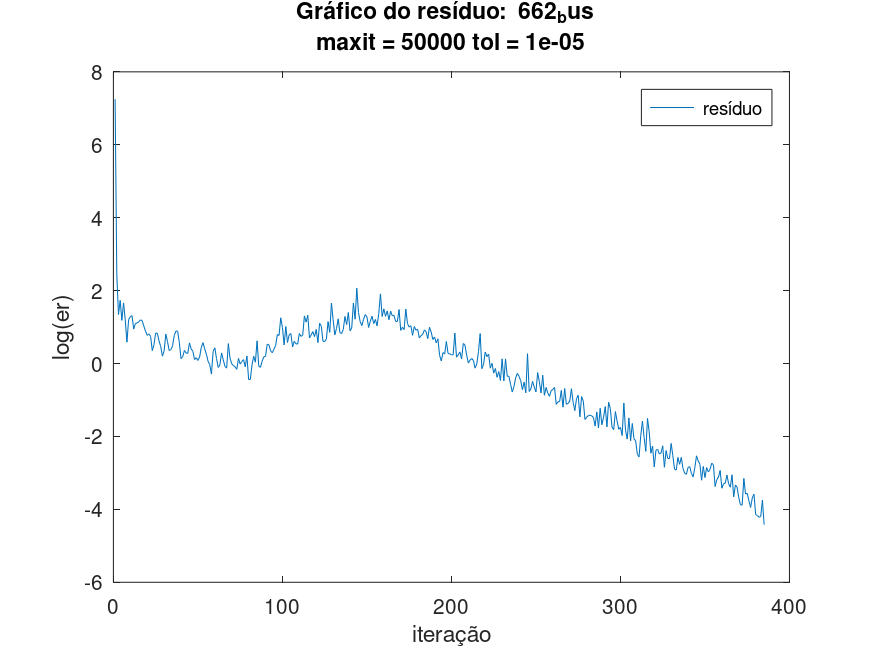 Gráfico do resíduo: 662_bus
maxit = 50000 tol = 1e-05
resíduo
8
6
4
2
0
-2
-4
-6
log(er)
0 100 200 300 400
iteração